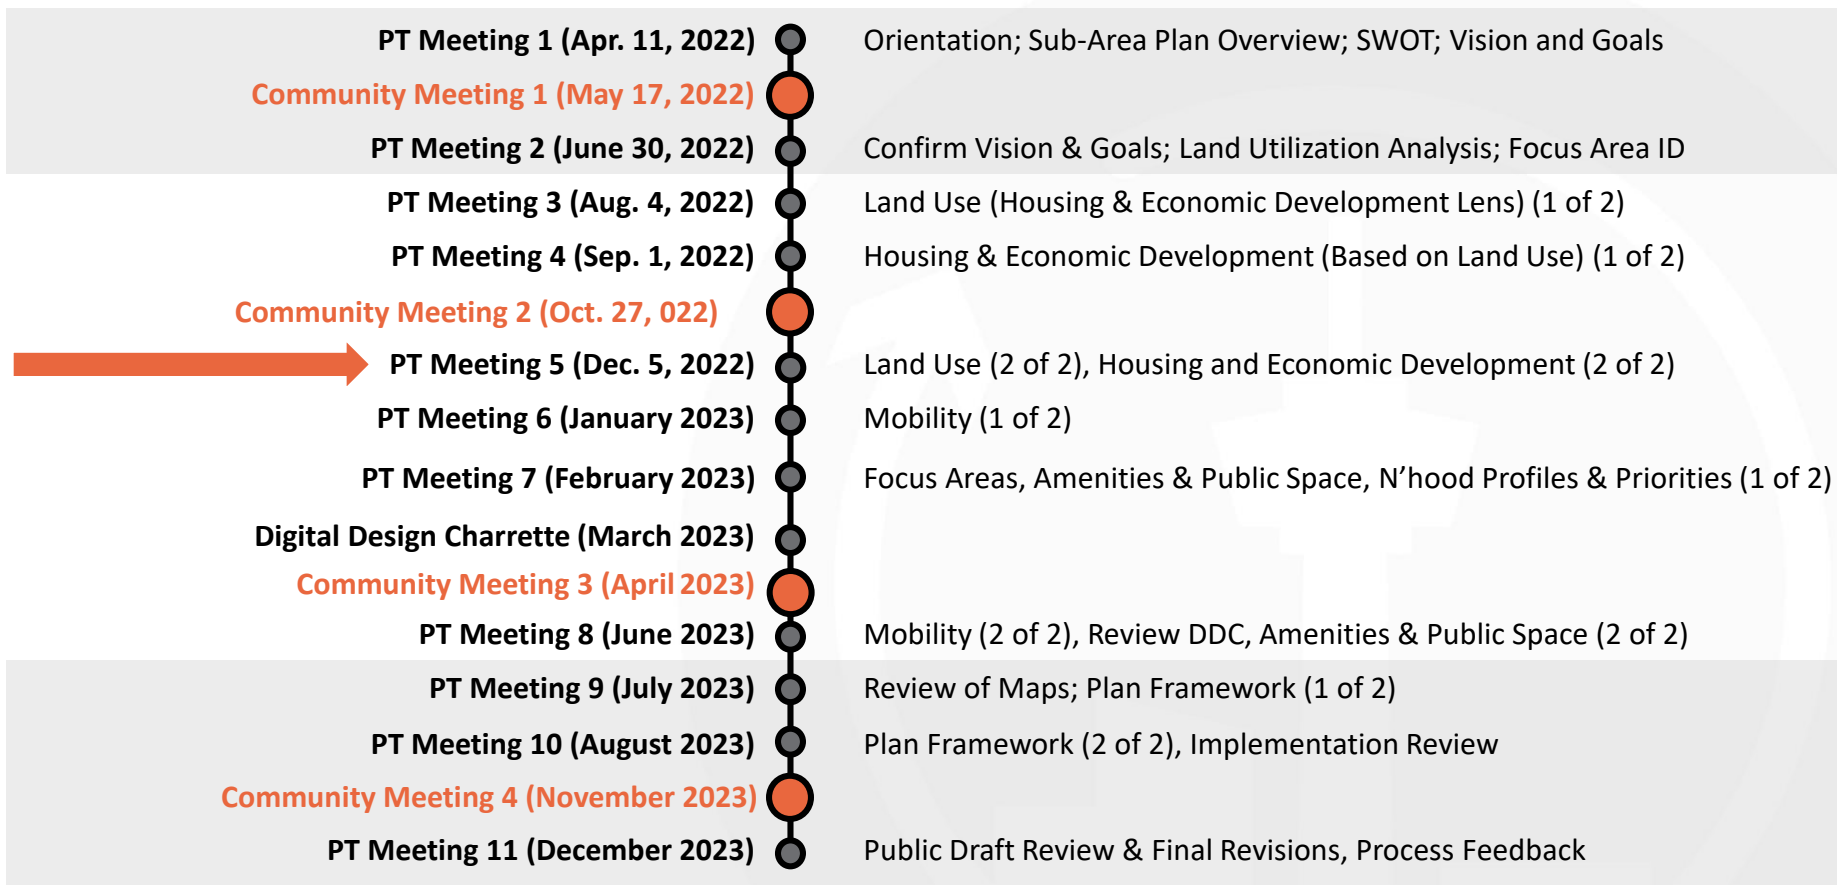 PT Meeting 1 (Apr. 11, 2022) Orientation; Sub-Area Plan Overview; SWOT; Vision and Goals
Community Meeting 1 (May 17, 2022)
PT Meeting 2 (June 30, 2022) Confirm Vision & Goals; Land Utilization Analysis; Focus Area ID
PT Meeting 3 (Aug. 4, 2022) Land Use (Housing & Economic Development Lens) (1 of 2)
PT Meeting 4 (Sep. 1, 2022) Housing & Economic Development (Based on Land Use) (1 of 2)
Community Meeting 2 (Oct. 27, 022)
PT Meeting 5 (Dec. 5, 2022) Land Use (2 of 2), Housing and Economic Development (2 of 2)
PT Meeting 6 (January 2023) Mobility (1 of 2)
PT Meeting 7 (February 2023) Focus Areas, Amenities & Public Space, N’hood Profiles & Priorities (1 of 2)
Digital Design Charrette (March 2023)
Community Meeting 3 (April 2023)
PT Meeting 8 (June 2023) Mobility (2 of 2), Review DDC, Amenities & Public Space (2 of 2)
PT Meeting 9 (July 2023) Review of Maps; Plan Framework (1 of 2)
PT Meeting 10 (August 2023) Plan Framework (2 of 2), Implementation Review
Community Meeting 4 (November 2023)
PT Meeting 11 (December 2023) Public Draft Review & Final Revisions, Process Feedback